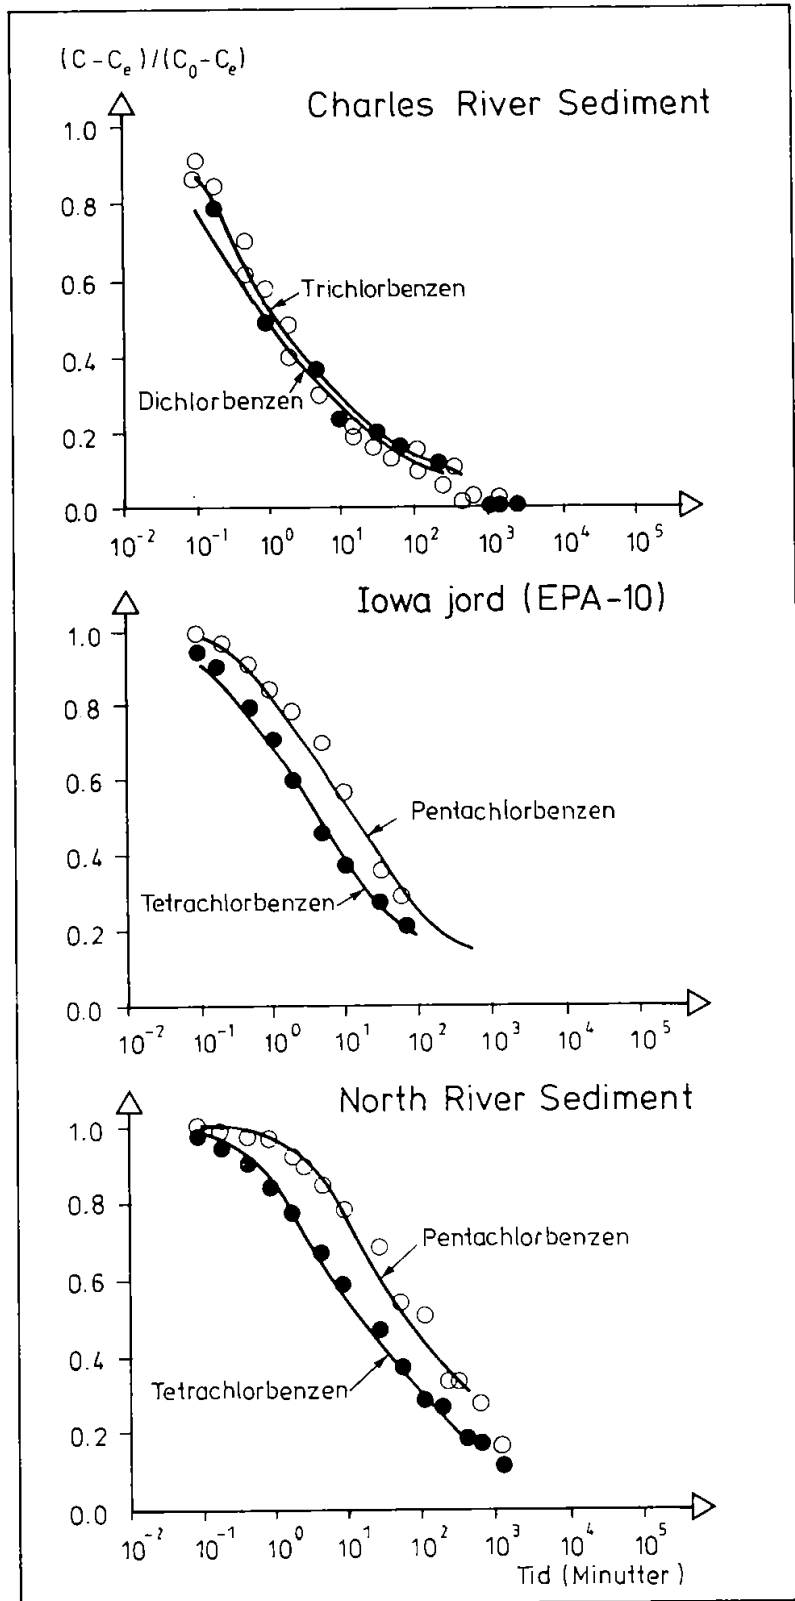 (C-Cₑ)/(C₀-Cₑ)
Charles River Sediment
1.0
0.8
0.6
0.4
0.2
0.0
Trichlorbenzen
Dichlorbenzen
10⁻² 10⁻¹ 10⁰ 10¹ 10² 10³ 10⁴ 10⁵
Iowa jord (EPA-10)
1.0
0.8
0.6
0.4
0.2
0.0
Pentachlorbenzen
Tetrachlorbenzen
10⁻² 10⁻¹ 10⁰ 10¹ 10² 10³ 10⁴ 10⁵
North River Sediment
1.0
0.8
0.6
0.4
0.2
0.0
Pentachlorbenzen
Tetrachlorbenzen
10⁻² 10⁻¹ 10⁰ 10¹ 10² 10³ 10⁴ 10⁵
Tid (Minutter)